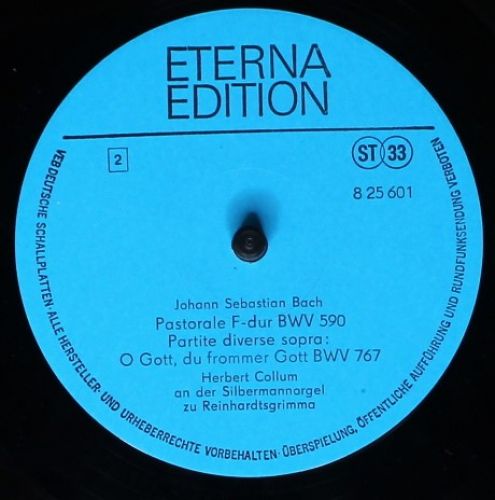 ETERNA
EDITION
2
ST 33
8 25 601
Johann Sebastian Bach
Pastorale F-dur BWV 590
Partite diverse sopra:
O Gott, du frommer Gott BWV 767
Herbert Collum
an der Silbermannorgel
zu Reinhardtsgrimma
VEB DEUTSCHE SCHALLPLATTEN · ALLE HERSTELLER- UND URHEBERRECHTE VORBEHALTEN · ÜBERSPIELUNG, ÖFFENTLICHE AUFFÜHRUNG UND RUNDFUNKSENDUNG VERBOTEN